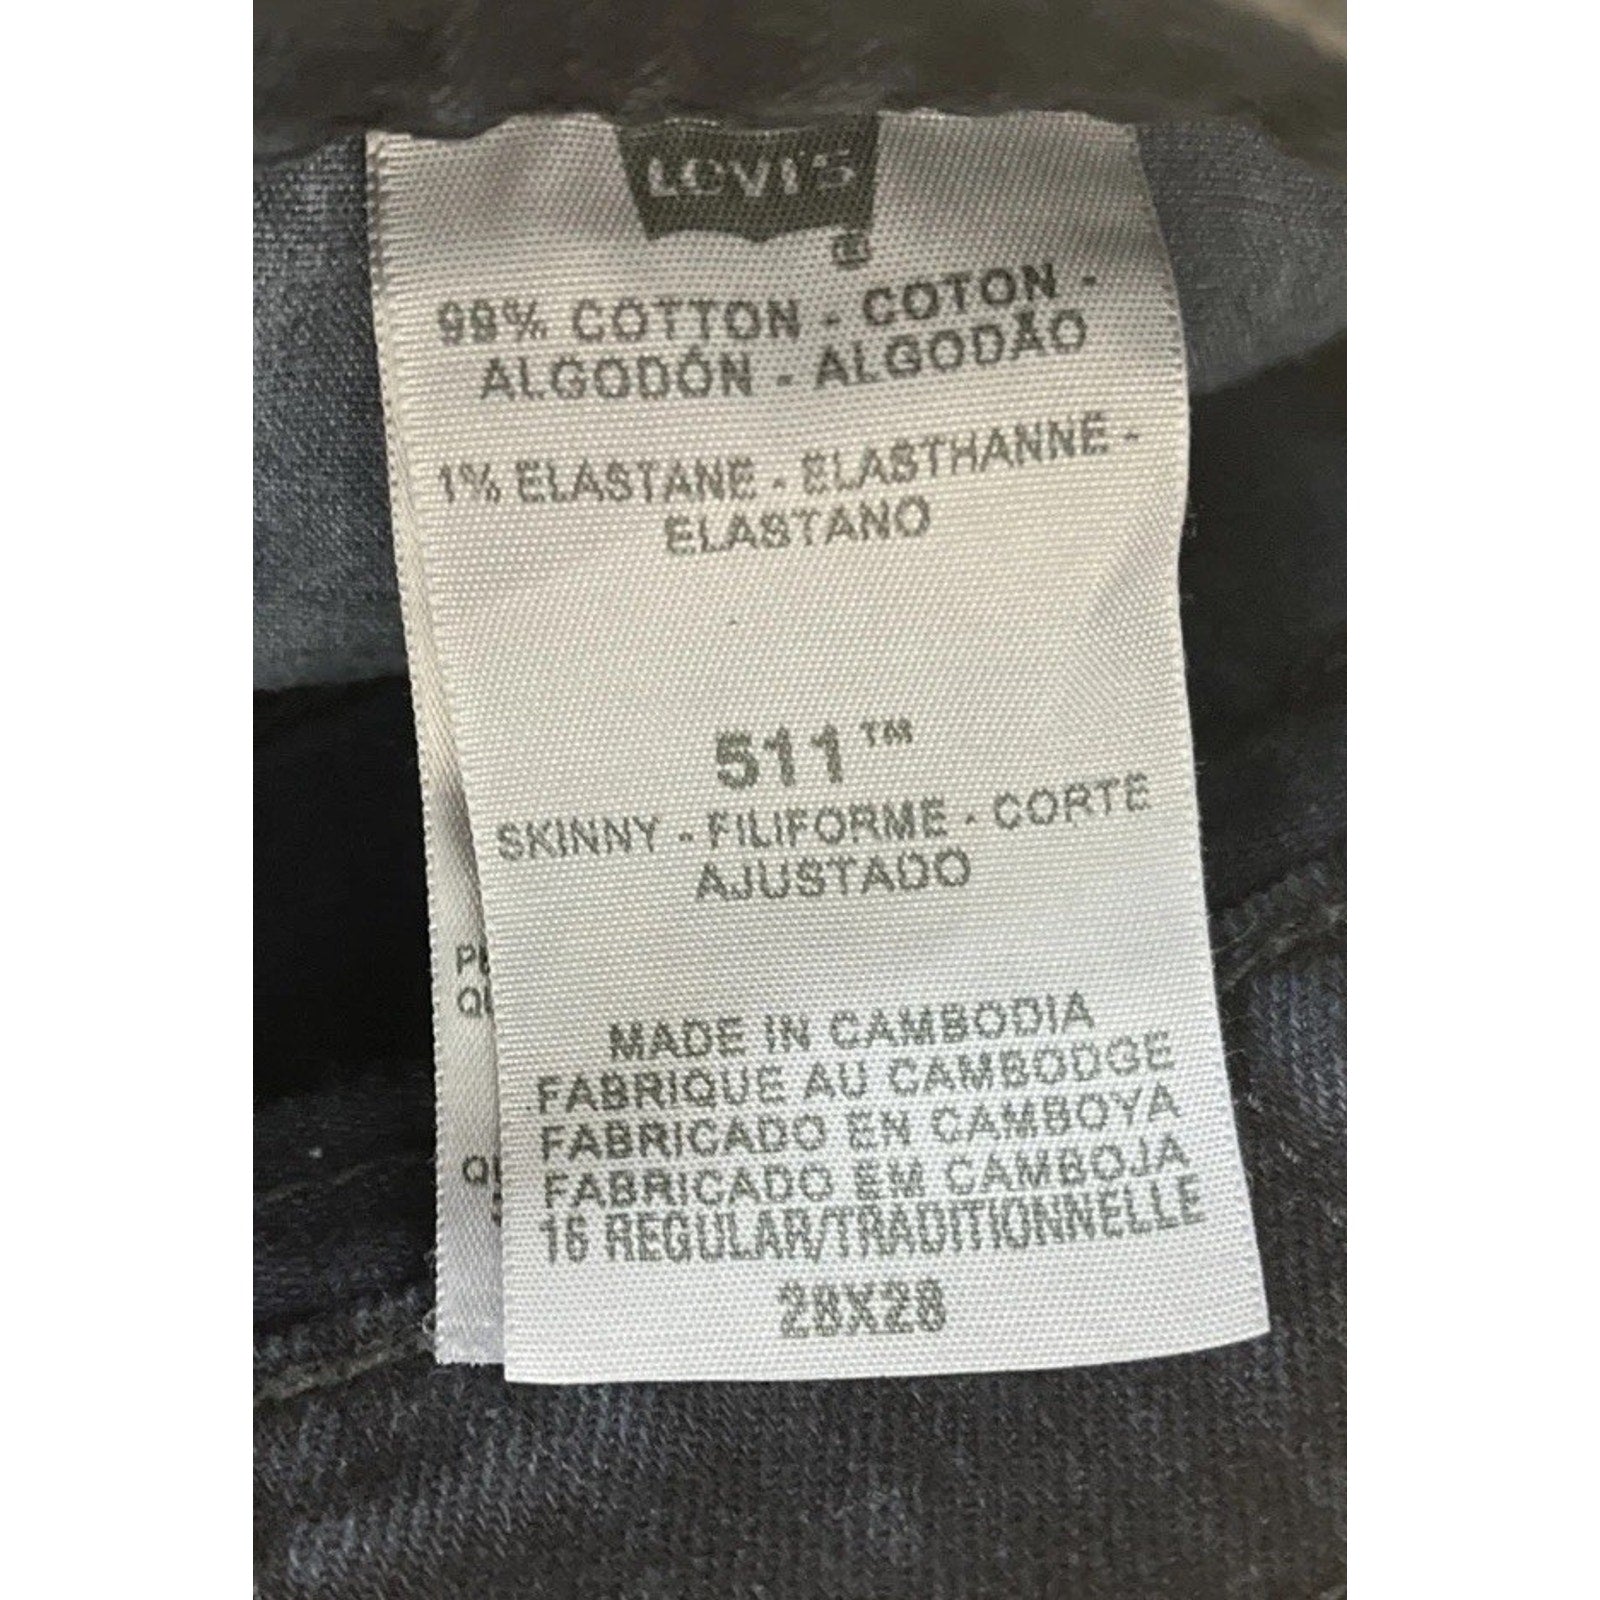 Levi's
99% COTTON - COTON -
ALGODÓN - ALGODÃO
1% ELASTANE - ELASTHANNE -
ELASTANO
511™
SKINNY - FILIFORME - CORTE
AJUSTADO
MADE IN CAMBODIA
FABRIQUE AU CAMBODGE
FABRICADO EN CAMBOYA
FABRICADO EM CAMBOJA
16 REGULAR/TRADITIONNELLE
28X28